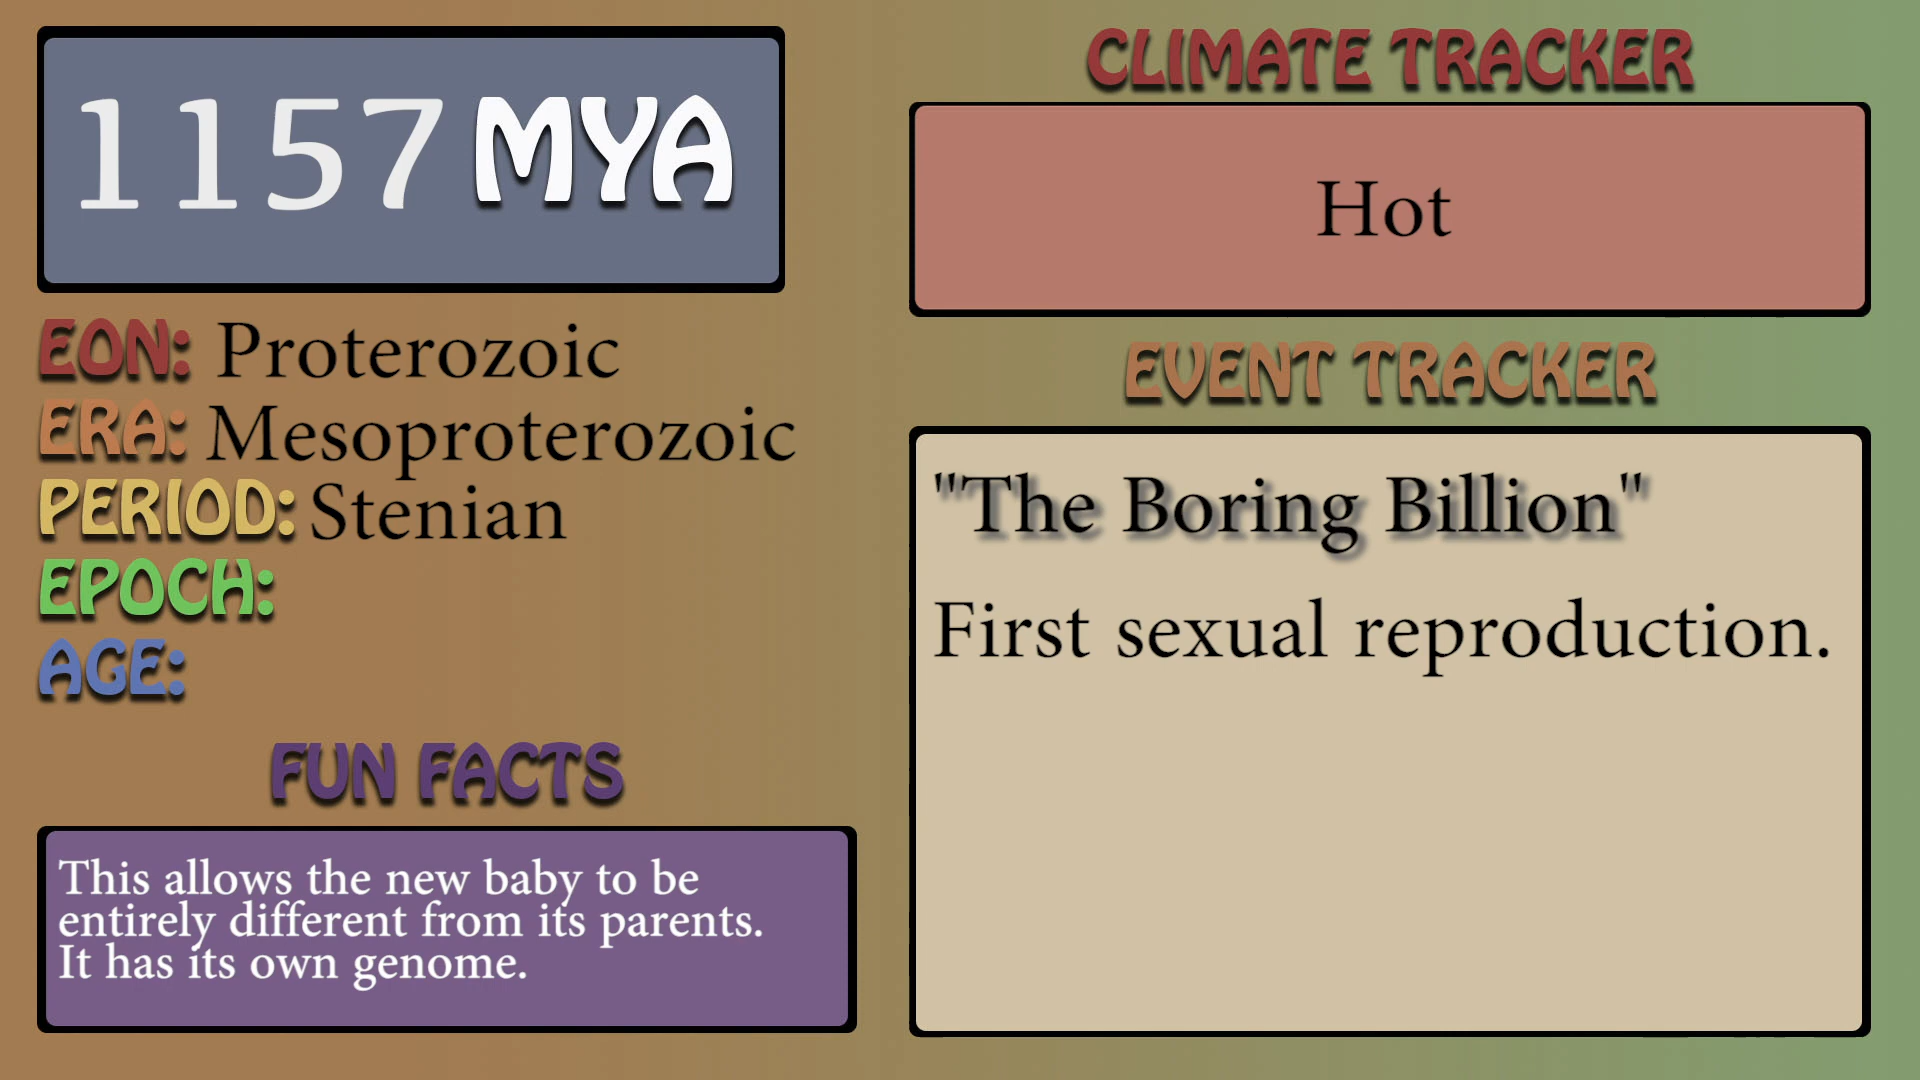 1157 MYA
EON: Proterozoic
ERA: Mesoproterozoic
PERIOD: Stenian
EPOCH:
AGE:
FUN FACTS
This allows the new baby to be
entirely different from its parents.
It has its own genome.
CLIMATE TRACKER
Hot
EVENT TRACKER
"The Boring Billion"
First sexual reproduction.